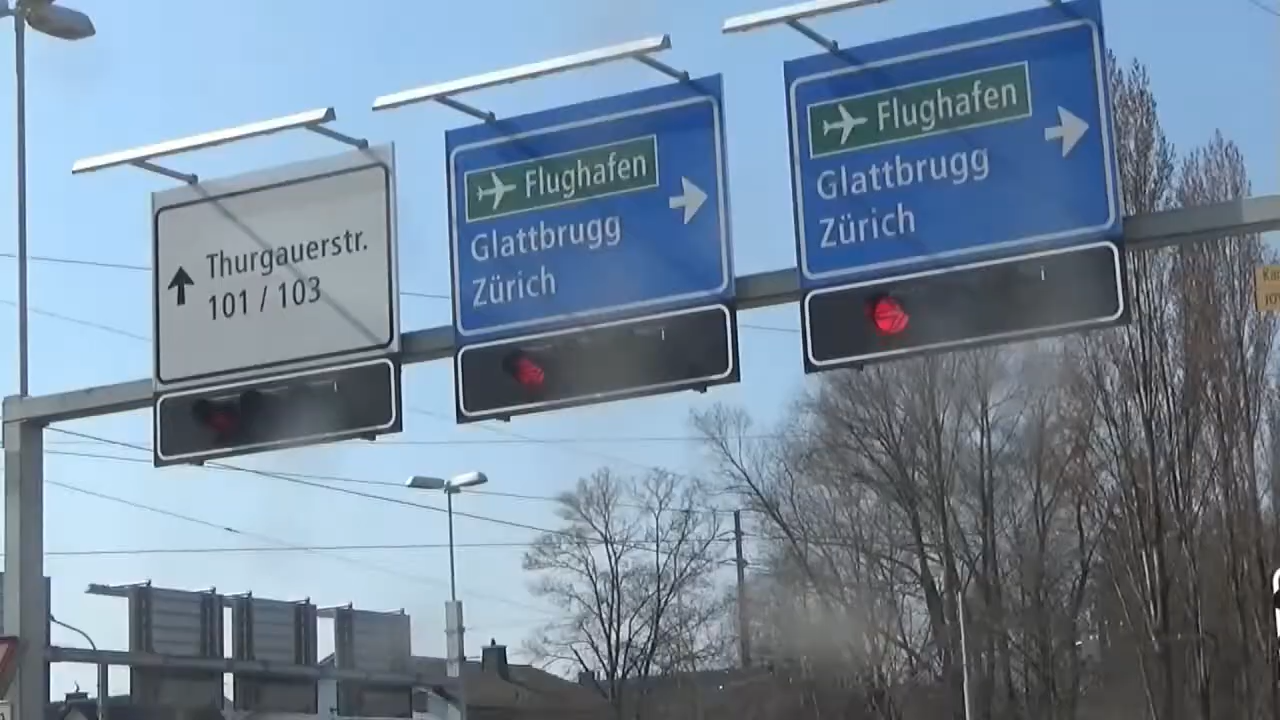 Thurgauerstr.
101 / 103
Flughafen
Glattbrugg
Zürich
Flughafen
Glattbrugg
Zürich